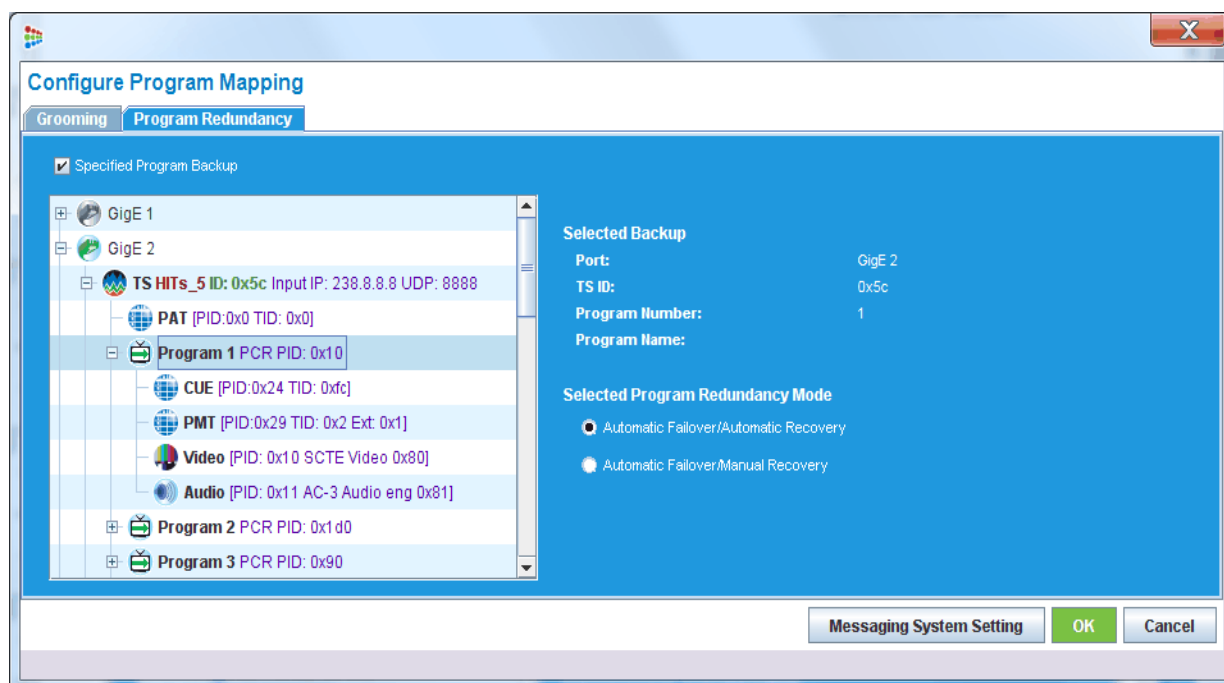 X
Configure Program Mapping
Grooming Program Redundancy
Specified Program Backup
GigE 1
GigE 2
TS HITs_5 ID: 0x5c Input IP: 238.8.8.8 UDP: 8888
PAT [PID:0x0 TID: 0x0]
Program 1 PCR PID: 0x10
CUE [PID:0x24 TID: 0xfc]
PMT [PID:0x29 TID: 0x2 Ext: 0x1]
Video [PID: 0x10 SCTE Video 0x80]
Audio [PID: 0x11 AC-3 Audio eng 0x81]
Program 2 PCR PID: 0x1d0
Program 3 PCR PID: 0x90
Selected Backup
Port: GigE 2
TS ID: 0x5c
Program Number: 1
Program Name:
Selected Program Redundancy Mode
Automatic Failover/Automatic Recovery
Automatic Failover/Manual Recovery
Messaging System Setting OK Cancel